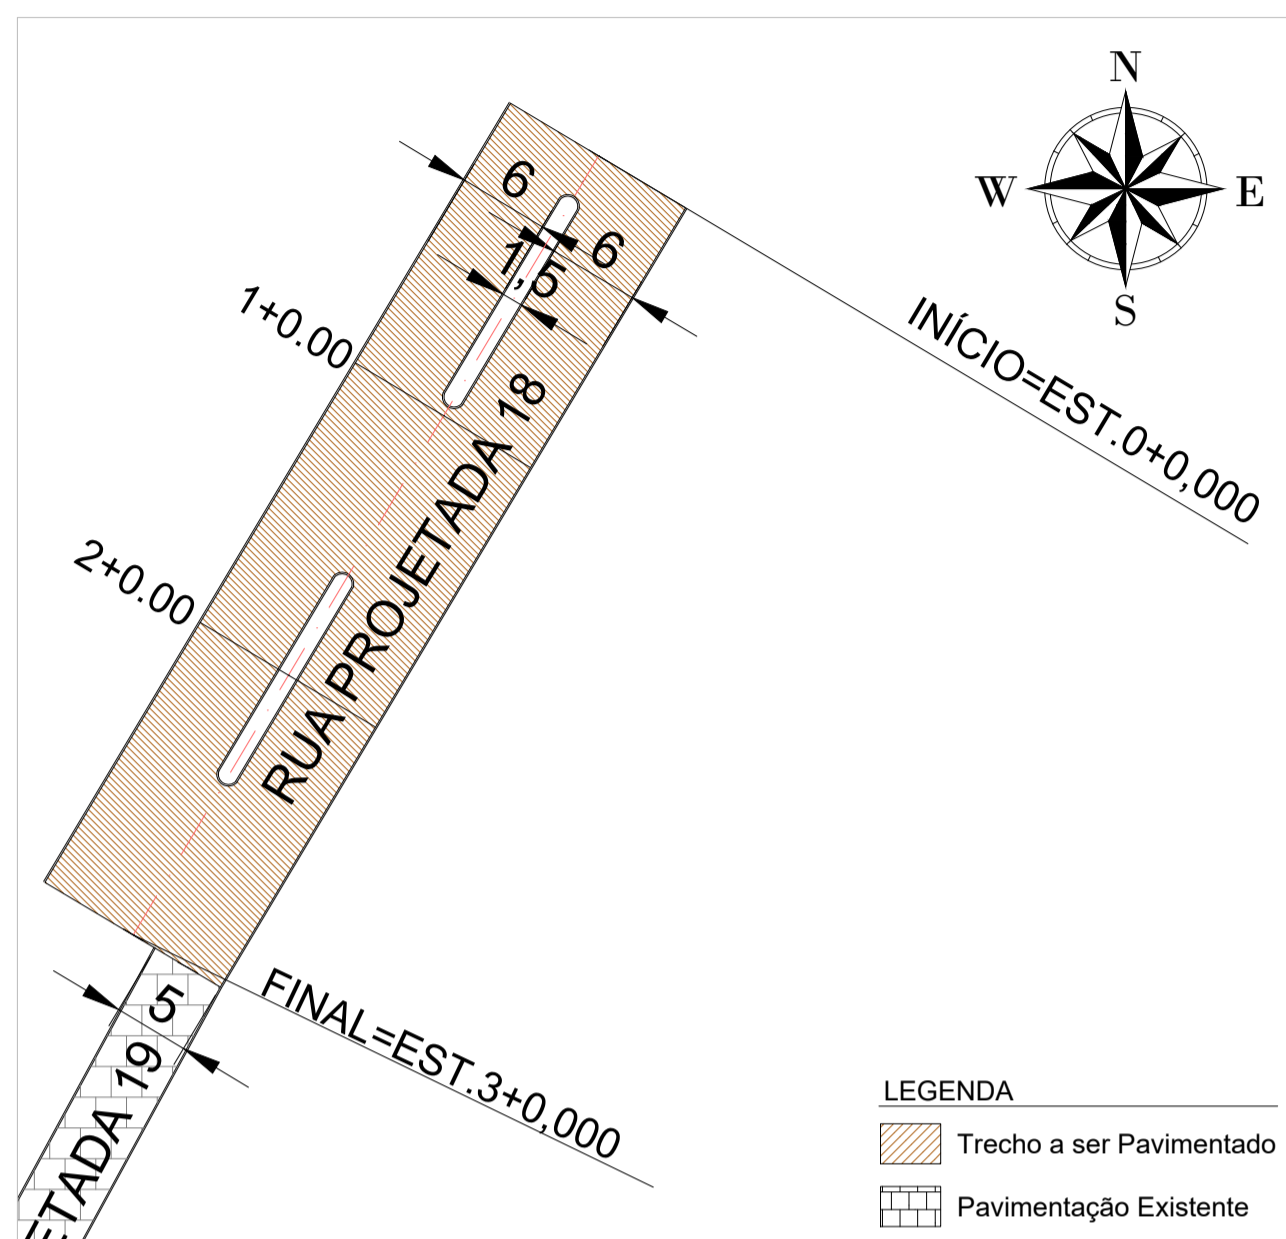 N
W
E
S
6
6
1,5
1+0.00
INÍCIO=EST.0+0,000
RUA PROJETADA 18
2+0.00
5
FINAL=EST.3+0,000
ETADA 19
LEGENDA
Trecho a ser Pavimentado
Pavimentação Existente